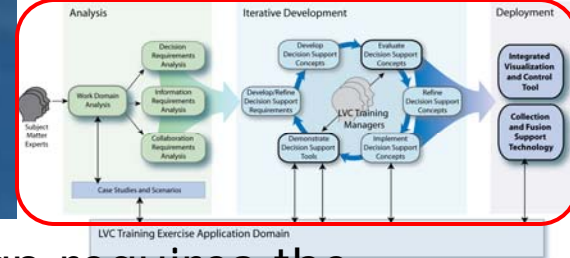 Analysis
Iterative Development
Deployment
Decision
Requirements
Analysis
Work Domain
Analysis
Information
Requirements
Analysis
Collaboration
Requirements
Analysis
Subject
Matter
Experts
Case Studies and Scenarios
Develop
Decision Support
Concepts
Evaluate
Decision Support
Concepts
Develop/Refine
Decision Support
Requirements
LVC Training
Managers
Refine
Decision Support
Concepts
Demonstrate
Decision Support
Tools
Implement
Decision Support
Concepts
Integrated
Visualization
and Control
Tool
Collection
and Fusion
Support
Technology
LVC Training Exercise Application Domain
requires the